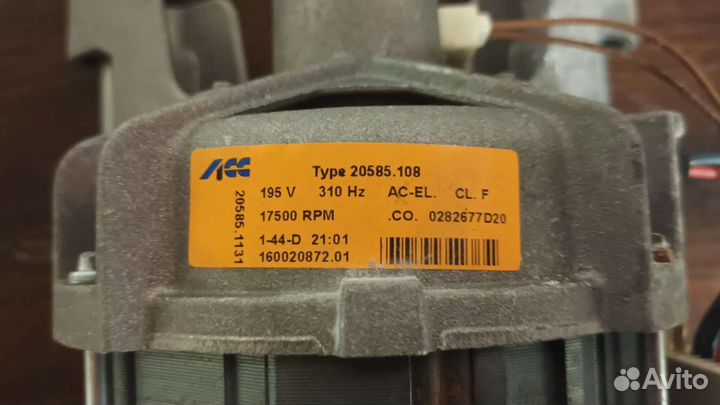 ACC
Type 20585.108
195 V 310 Hz AC-EL. CL. F
17500 RPM .CO. 0282677D20
1-44-D 21:01
160020872.01
20585.1131
Avito